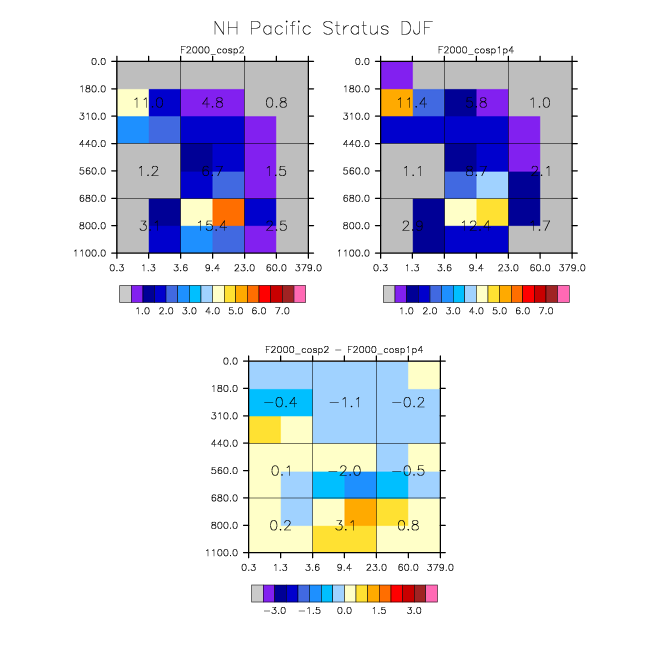 NH Pacific Stratus DJF
F2000_cosp2 F2000_cosp1p4
0.0 0.0
180.0 11.0 4.8 0.8 180.0 11.4 5.8 1.0
310.0 310.0
440.0 440.0
560.0 1.2 1.5 560.0 1.1 8.7 2.1
680.0 680.0
800.0 15.4 2.5 800.0 12.4 1.7
1100.0 1100.0
0.3 1.3 3.6 9.4 23.0 60.0 379.0 0.3 1.3 3.6 9.4 23.0 60.0 379.0
1.0 2.0 3.0 4.0 5.0 6.0 7.0 1.0 2.0 3.0 4.0 5.0 6.0 7.0
F2000_cosp2 − F2000_cosp1p4
0.0
180.0
−0.4 −1.1 −0.2
310.0
440.0
560.0 0.1 −2.0 −0.5
680.0
800.0 0.2 3.1 0.8
1100.0
0.3 1.3 3.6 9.4 23.0 60.0 379.0
−3.0 −1.5 0.0 1.5 3.0